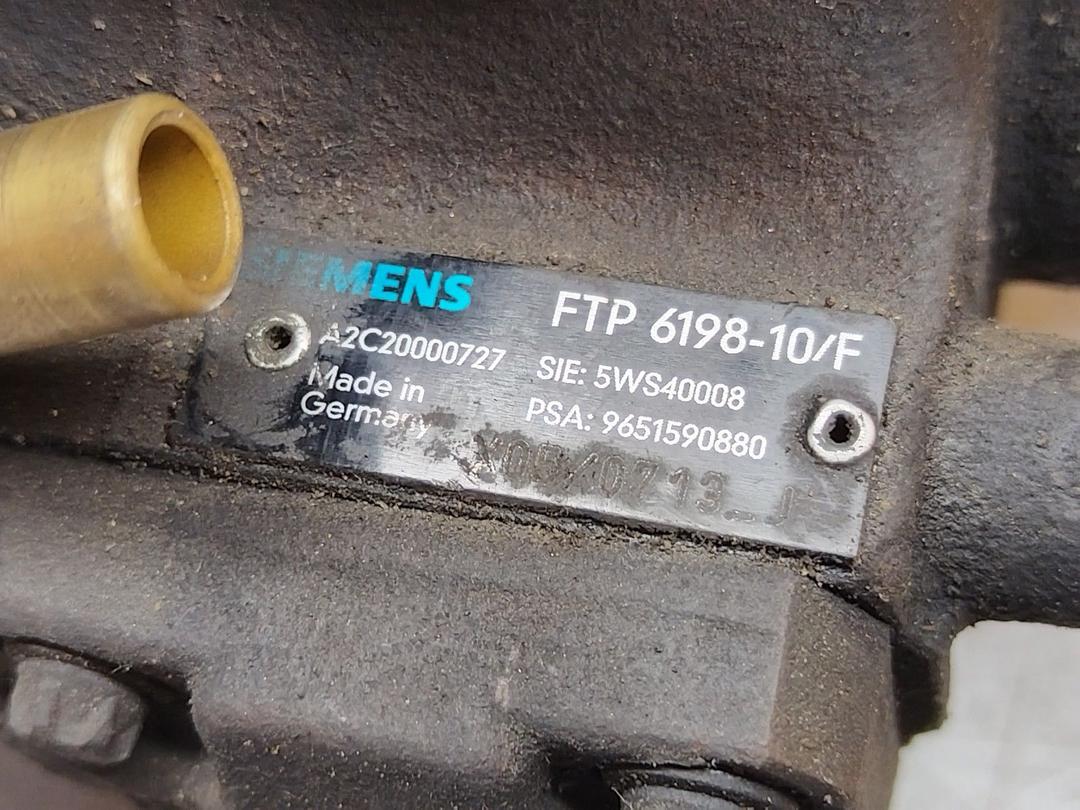 SIEMENS
FTP 6198-10/F
A2C20000727
SIE: 5WS40008
Made in
Germany
PSA: 9651590880